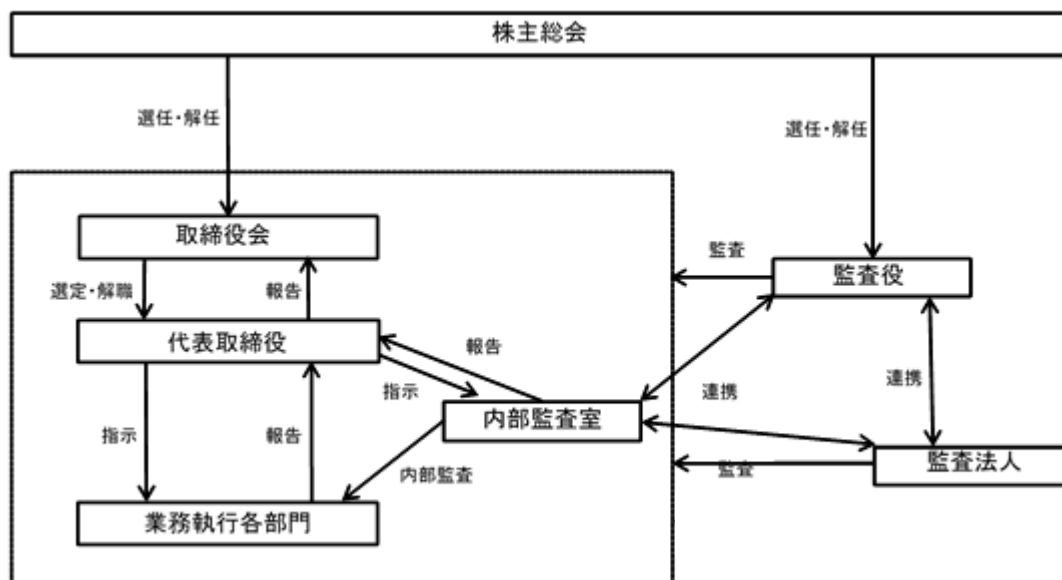 株主総会
選任・解任
選任・解任
取締役会
監査
監査役
選定・解職
報告
代表取締役
報告
指示
連携
連携
内部監査室
指示
報告
内部監査
監査
監査法人
業務執行各部門